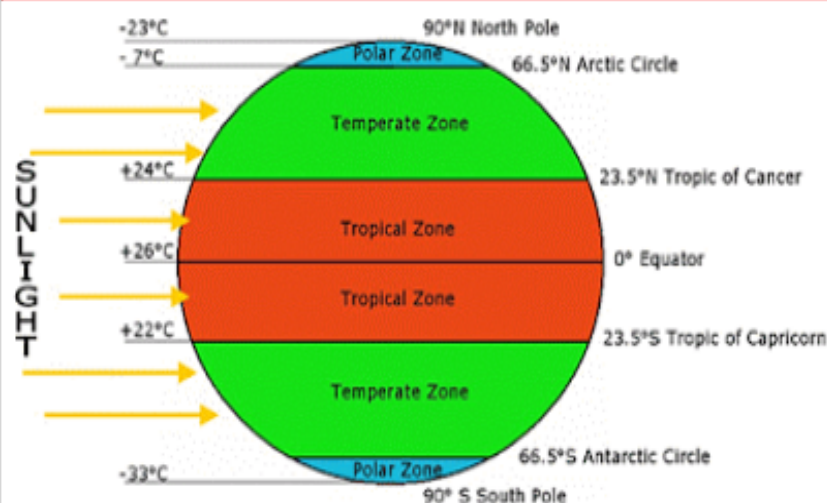 -23°C
90°N North Pole
Polar Zone
- 7°C
66.5°N Arctic Circle
Temperate Zone
+24°C
23.5°N Tropic of Cancer
SUNLIGHT
Tropical Zone
+26°C
0° Equator
Tropical Zone
+22°C
23.5°S Tropic of Capricorn
Temperate Zone
66.5°S Antarctic Circle
Polar Zone
-33°C
90° S South Pole